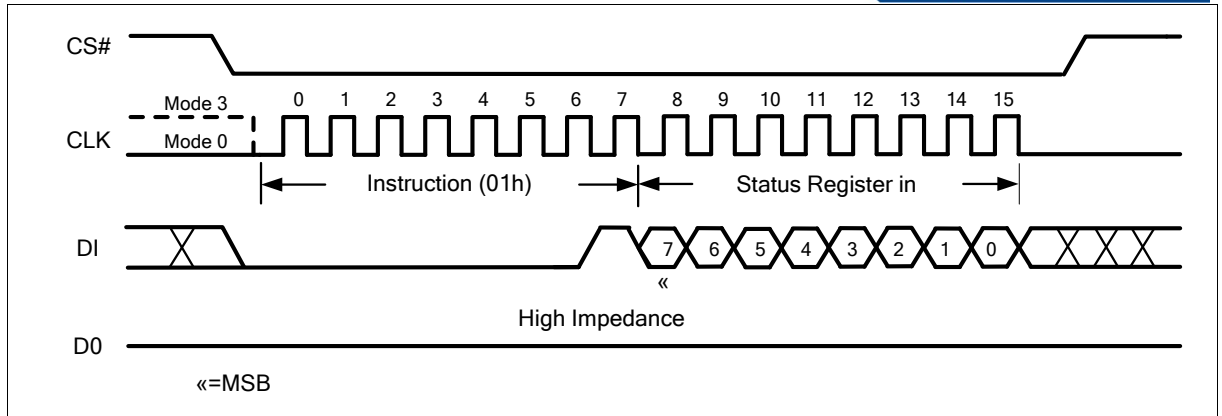 CS#
Mode 3
0 1 2 3 4 5 6 7 8 9 10 11 12 13 14 15
CLK
Mode 0
Instruction (01h)
Status Register in
DI
7 6 5 4 3 2 1 0
«
High Impedance
D0
«=MSB